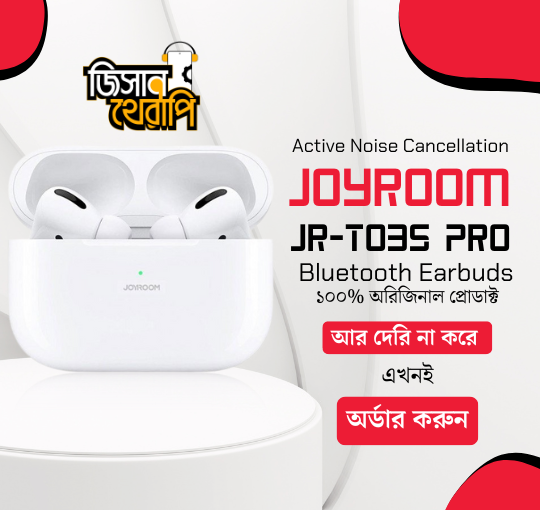 জিসান
থেরাপি
Active Noise Cancellation
JOYROOM
JR-T03S PRO
Bluetooth Earbuds
১০০% অরিজিনাল প্রোডাক্ট
JOYROOM
আর দেরি না করে
এখনই
অর্ডার করুন